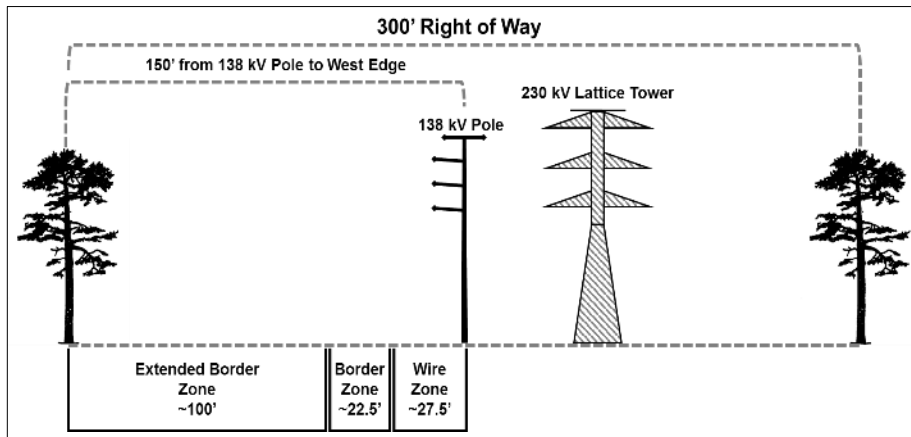 300' Right of Way
150' from 138 kV Pole to West Edge
230 kV Lattice Tower
138 kV Pole
Extended Border
Zone
~100'
Border
Zone
~22.5'
Wire
Zone
~27.5'